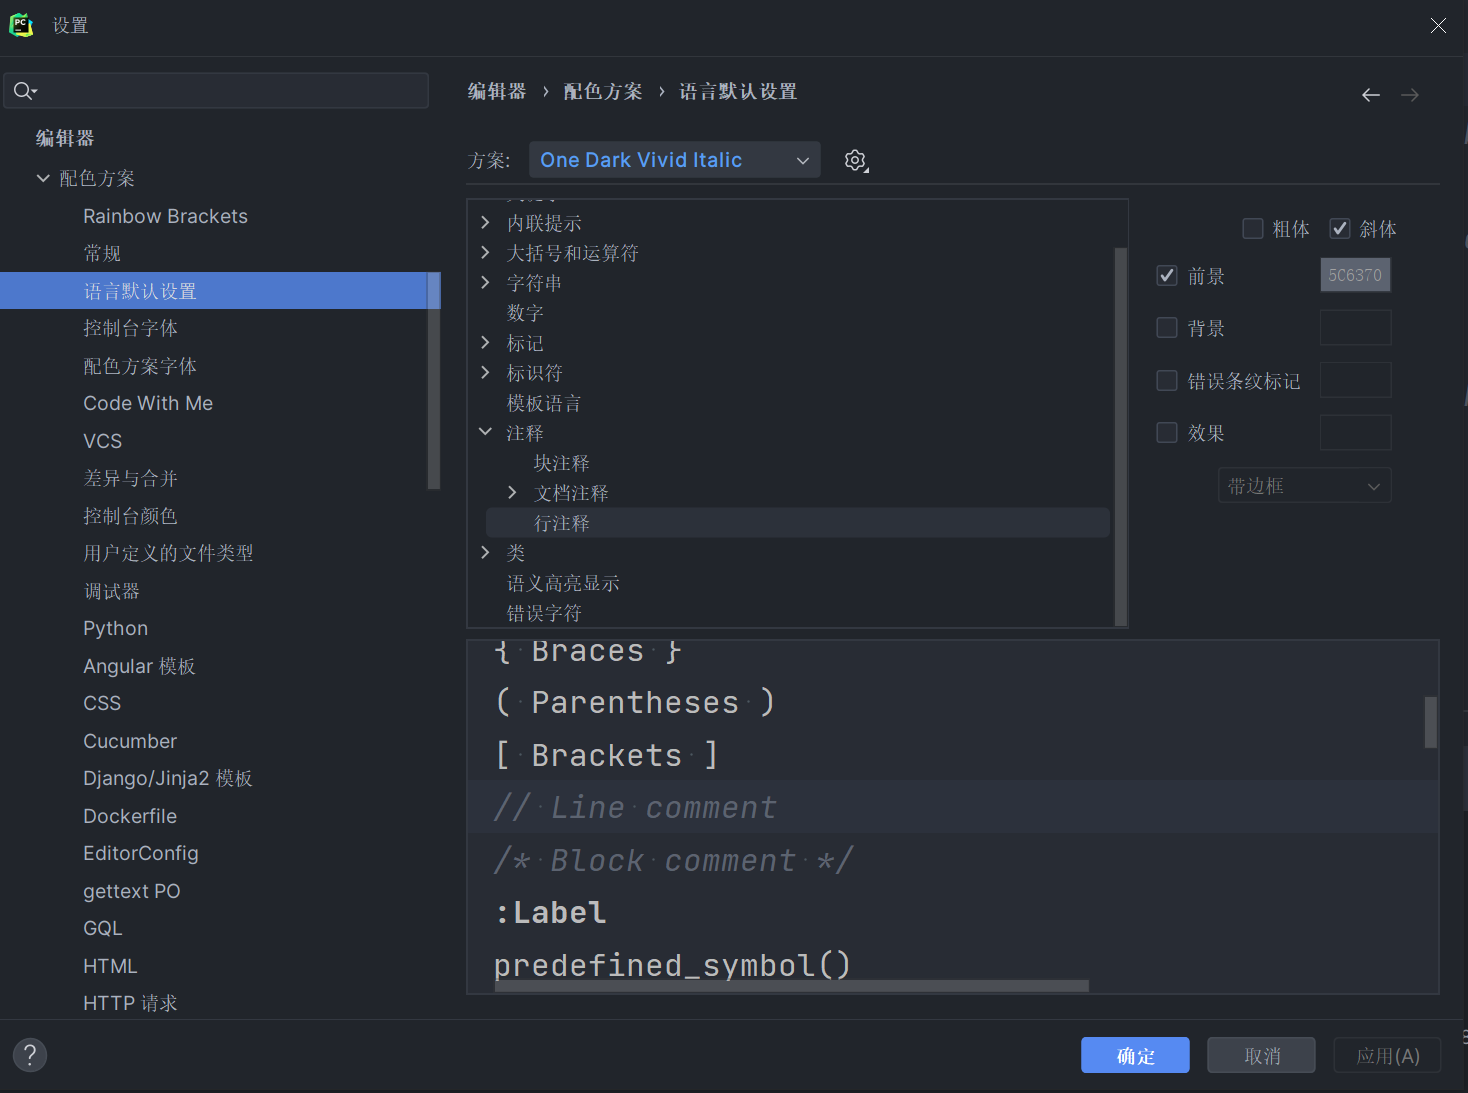 设置
编辑器
配色方案
Rainbow Brackets
常规
语言默认设置
控制台字体
配色方案字体
Code With Me
VCS
差异与合并
控制台颜色
用户定义的文件类型
调试器
Python
Angular 模板
CSS
Cucumber
Django/Jinja2 模板
Dockerfile
EditorConfig
gettext PO
GQL
HTML
HTTP 请求
编辑器 › 配色方案 › 语言默认设置
方案: One Dark Vivid Italic
内联提示
大括号和运算符
字符串
数字
标记
标识符
模板语言
注释
块注释
文档注释
行注释
类
语义高亮显示
错误字符
粗体 斜体
前景 5C6370
背景
错误条纹标记
效果
带边框
{ Braces }
( Parentheses )
[ Brackets ]
// Line comment
/* Block comment */
:Label
predefined_symbol()
? 确定 取消 应用(A)